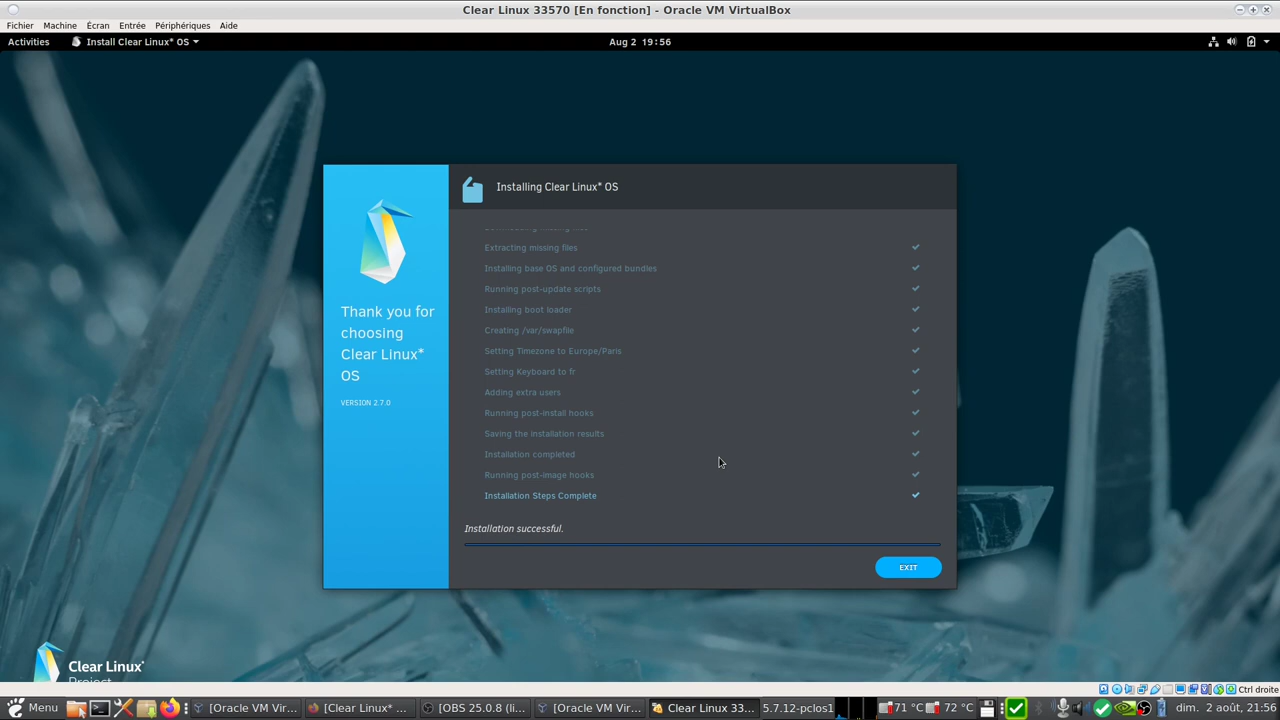 Clear Linux 33570 [En fonction] - Oracle VM VirtualBox
Fichier Machine Écran Entrée Périphériques Aide
Activities Install Clear Linux* OS Aug 2 19:56
Installing Clear Linux* OS
Thank you for
choosing
Clear Linux*
OS
VERSION 2.7.0
Extracting missing files
Installing base OS and configured bundles
Running post-update scripts
Installing boot loader
Creating /var/swapfile
Setting Timezone to Europe/Paris
Setting Keyboard to fr
Adding extra users
Running post-install hooks
Saving the installation results
Installation completed
Running post-image hooks
Installation Steps Complete
Installation successful.
EXIT
Clear Linux*
Project
Ctrl droite
Menu [Oracle VM Vir... [Clear Linux* ... [OBS 25.0.8 (li... [Oracle VM Vir... Clear Linux 33... 5.7.12-pclos1 71 °C 72 °C dim. 2 août, 21:56